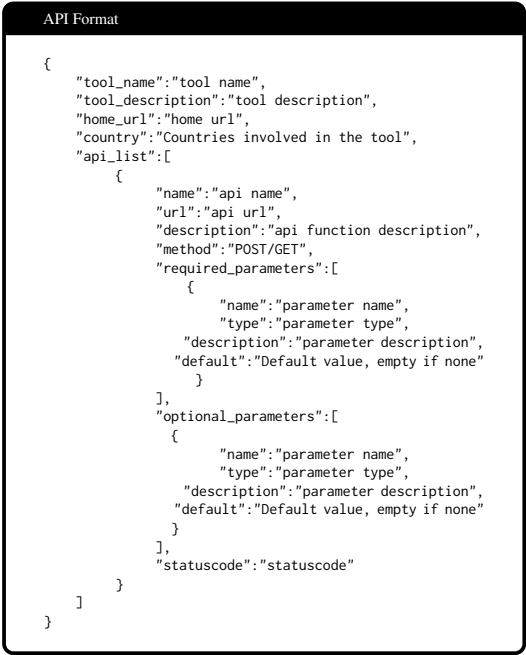 API Format
{
"tool_name":"tool name",
"tool_description":"tool description",
"home_url":"home url",
"country":"Countries involved in the tool",
"api_list":[
{
"name":"api name",
"url":"api url",
"description":"api function description",
"method":"POST/GET",
"required_parameters":[
{
"name":"parameter name",
"type":"parameter type",
"description":"parameter description",
"default":"Default value, empty if none"
}
],
"optional_parameters":[
{
"name":"parameter name",
"type":"parameter type",
"description":"parameter description",
"default":"Default value, empty if none"
}
],
"statuscode":"statuscode"
}
]
}